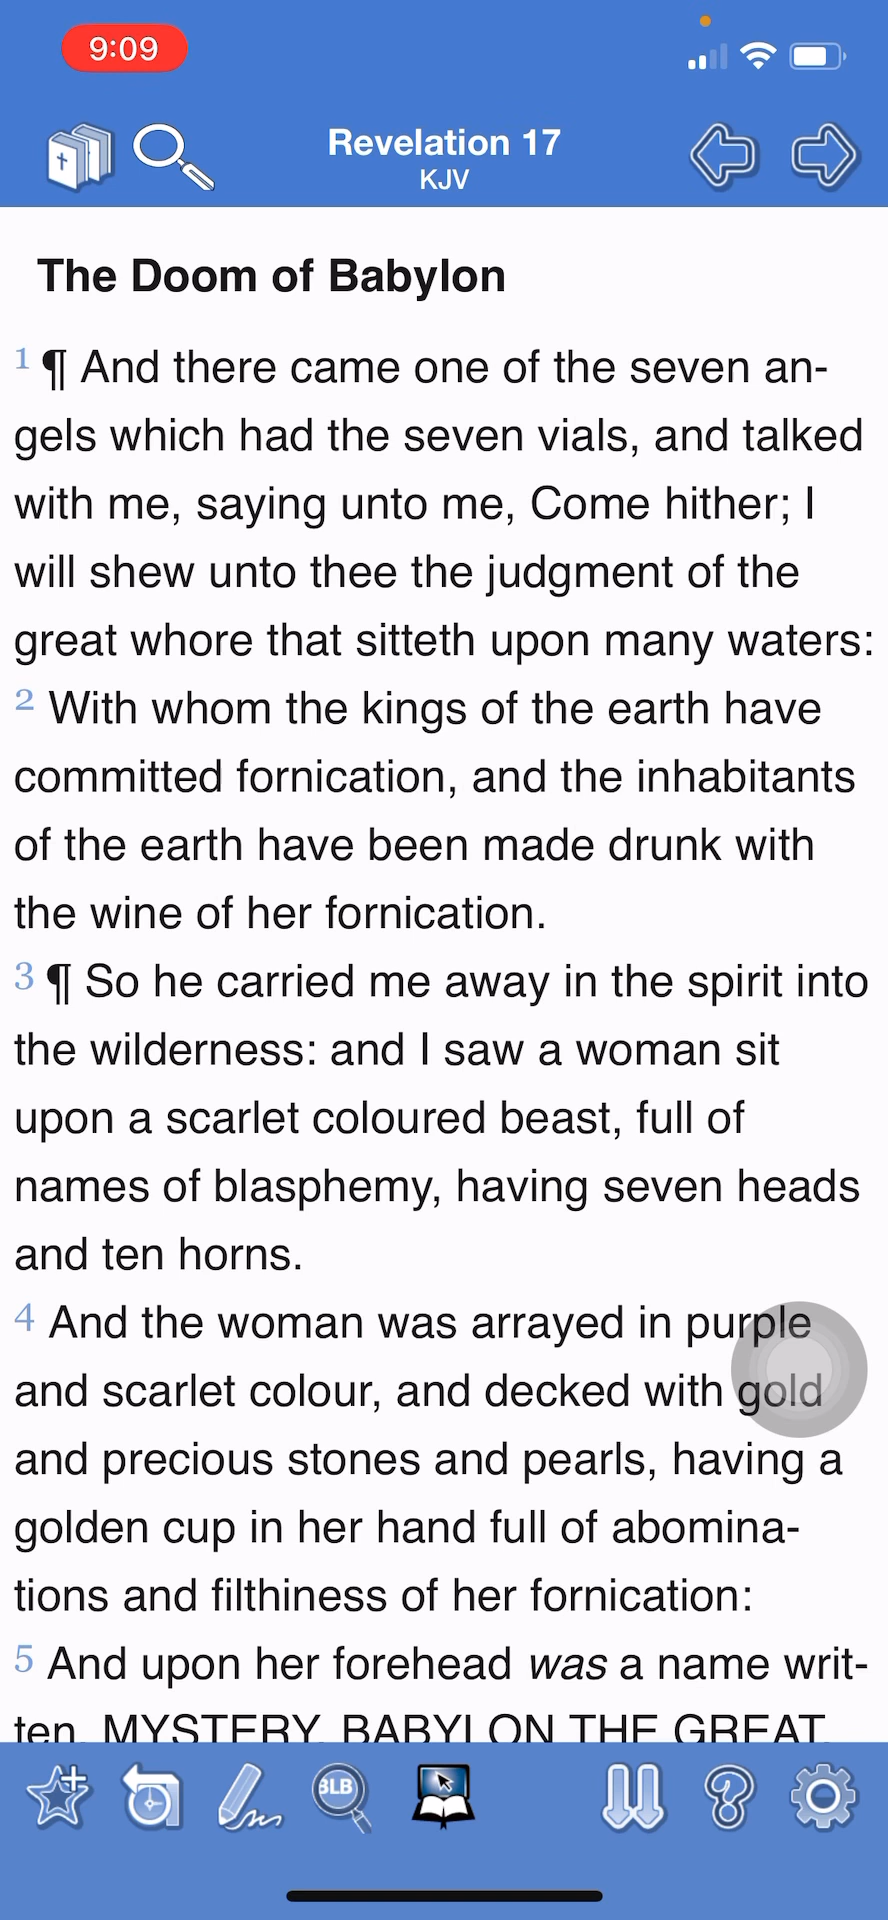 9:09
Revelation 17
KJV
The Doom of Babylon
1 ¶ And there came one of the seven an-
gels which had the seven vials, and talked
with me, saying unto me, Come hither; I
will shew unto thee the judgment of the
great whore that sitteth upon many waters:
2 With whom the kings of the earth have
committed fornication, and the inhabitants
of the earth have been made drunk with
the wine of her fornication.
3 ¶ So he carried me away in the spirit into
the wilderness: and I saw a woman sit
upon a scarlet coloured beast, full of
names of blasphemy, having seven heads
and ten horns.
4 And the woman was arrayed in purple
and scarlet colour, and decked with gold
and precious stones and pearls, having a
golden cup in her hand full of abomina-
tions and filthiness of her fornication:
5 And upon her forehead was a name writ-
ten, MYSTERY, BABYLON THE GREAT,
BLB